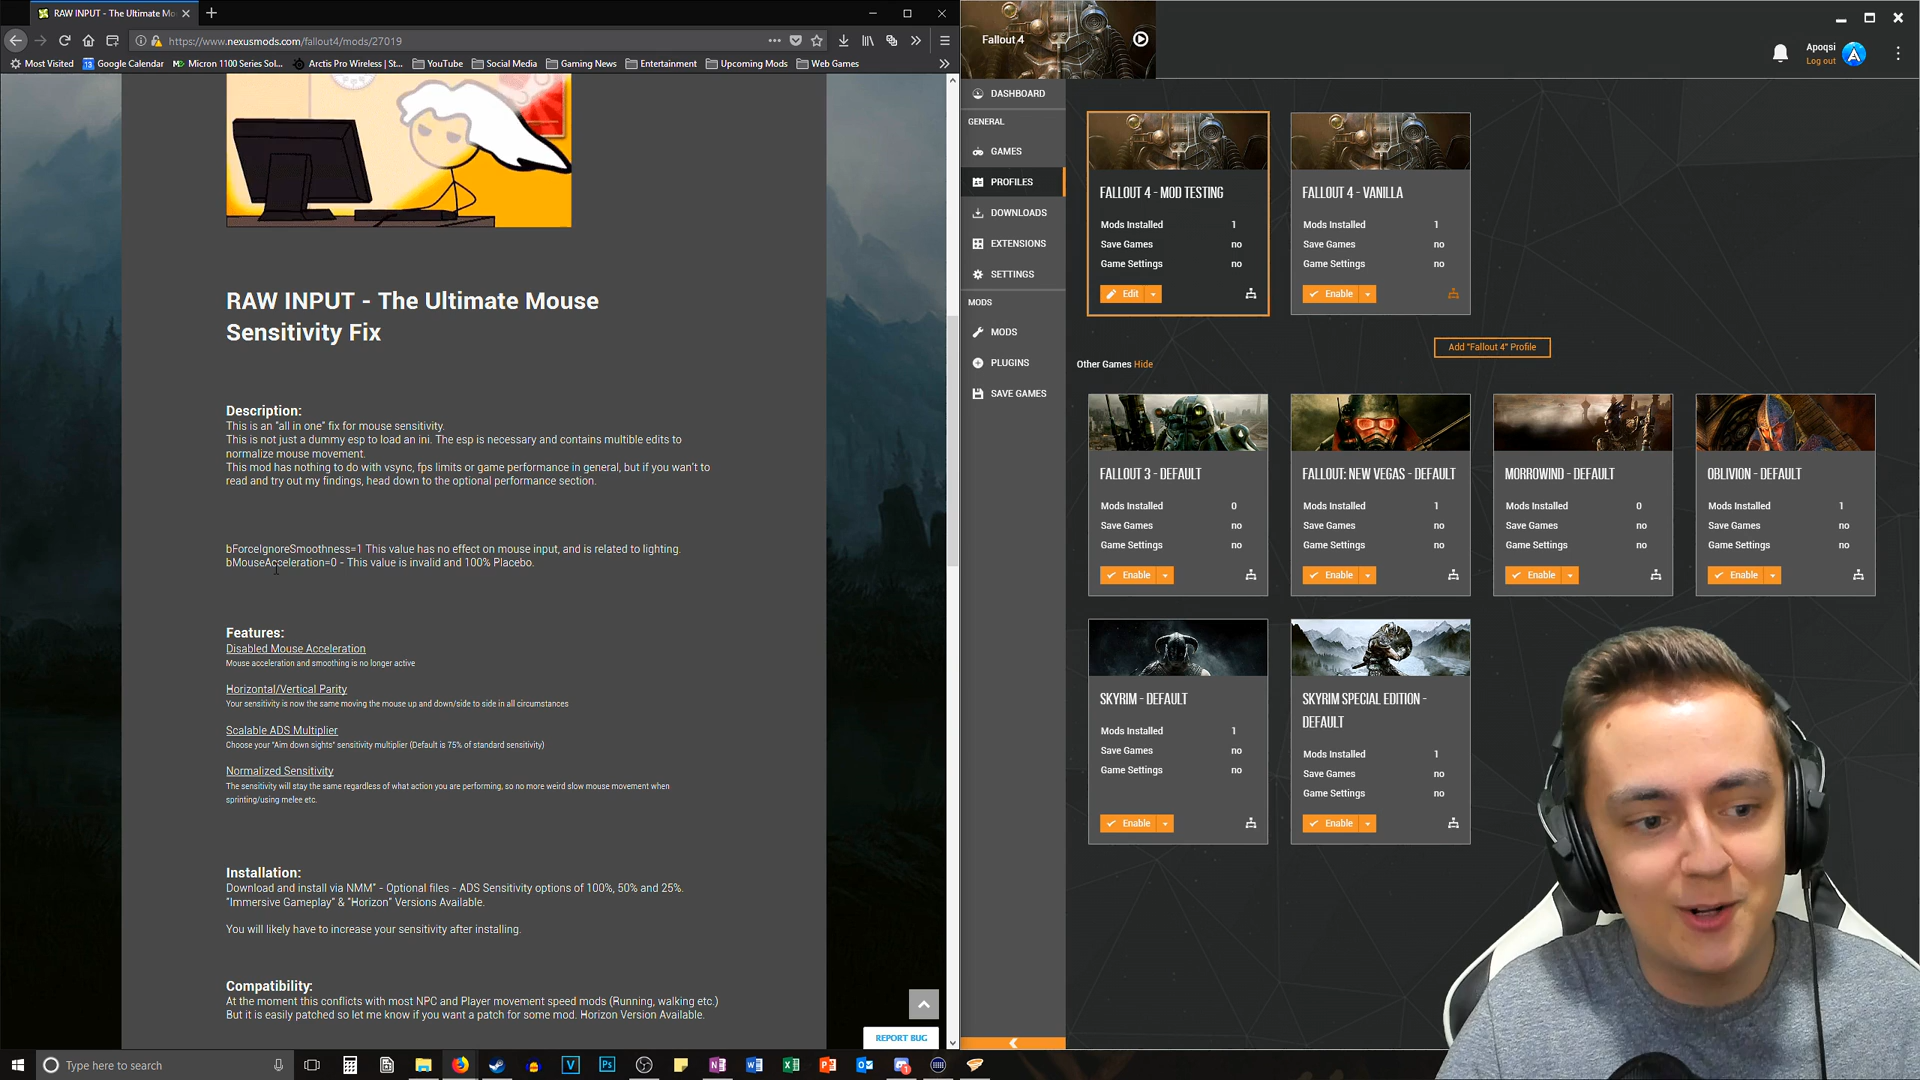 RAW INPUT - The Ultimate Mo
https://www.nexusmods.com/fallout4/mods/27019
Most Visited
Google Calendar
Micron 1100 Series Sol...
Arctis Pro Wireless | St...
YouTube
Social Media
Gaming News
Entertainment
Upcoming Mods
Web Games
RAW INPUT - The Ultimate Mouse
Sensitivity Fix
Description:
This is an "all in one" fix for mouse sensitivity.
This is not just a dummy esp to load an ini. The esp is necessary and contains multiple edits to
normalize mouse movement.
This mod has nothing to do with vsync, fps limits or game performance in general, but if you wan't to
read and try out my findings, head down to the optional performance section.
bForceIgnoreSmoothness=1 This value has no effect on mouse input, and is related to lighting.
bMouseAcceleration=0 - This value is invalid and 100% Placebo.
Features:
Disabled Mouse Acceleration
Mouse acceleration and smoothing is no longer active
Horizontal/Vertical Parity
Your sensitivity is now the same moving the mouse up and down/side to side in all circumstances
Scalable ADS Multiplier
Choose your "Aim down sights" sensitivity multiplier (Default is 75% of standard sensitivity)
Normalized Sensitivity
The sensitivity will stay the same regardless of what action you are performing, so no more weird slow mouse movement when
sprinting/using melee etc.
Installation:
Download and install via NMM" - Optional files - ADS Sensitivity options of 100%, 50% and 25%.
"Immersive Gameplay" & "Horizon" Versions Available.
You will likely have to increase your sensitivity after installing.
Compatibility:
At the moment this conflicts with most NPC and Player movement speed mods (Running, walking etc.)
But it is easily patched so let me know if you want a patch for some mod. Horizon Version Available.
REPORT BUG
Type here to search
Fallout 4
Apoqsi
Log out
DASHBOARD
GENERAL
GAMES
PROFILES
DOWNLOADS
EXTENSIONS
SETTINGS
MODS
MODS
PLUGINS
SAVE GAMES
FALLOUT 4 - MOD TESTING
Mods Installed 1
Save Games no
Game Settings no
Edit
FALLOUT 4 - VANILLA
Mods Installed 1
Save Games no
Game Settings no
Enable
Add "Fallout 4" Profile
Other Games Hide
FALLOUT 3 - DEFAULT
Mods Installed 0
Save Games no
Game Settings no
Enable
FALLOUT: NEW VEGAS - DEFAULT
Mods Installed 1
Save Games no
Game Settings no
Enable
MORROWIND - DEFAULT
Mods Installed 0
Save Games no
Game Settings no
Enable
OBLIVION - DEFAULT
Mods Installed 1
Save Games no
Game Settings no
Enable
SKYRIM - DEFAULT
Mods Installed 1
Save Games no
Game Settings no
Enable
SKYRIM SPECIAL EDITION -
DEFAULT
Mods Installed 1
Save Games no
Game Settings no
Enable